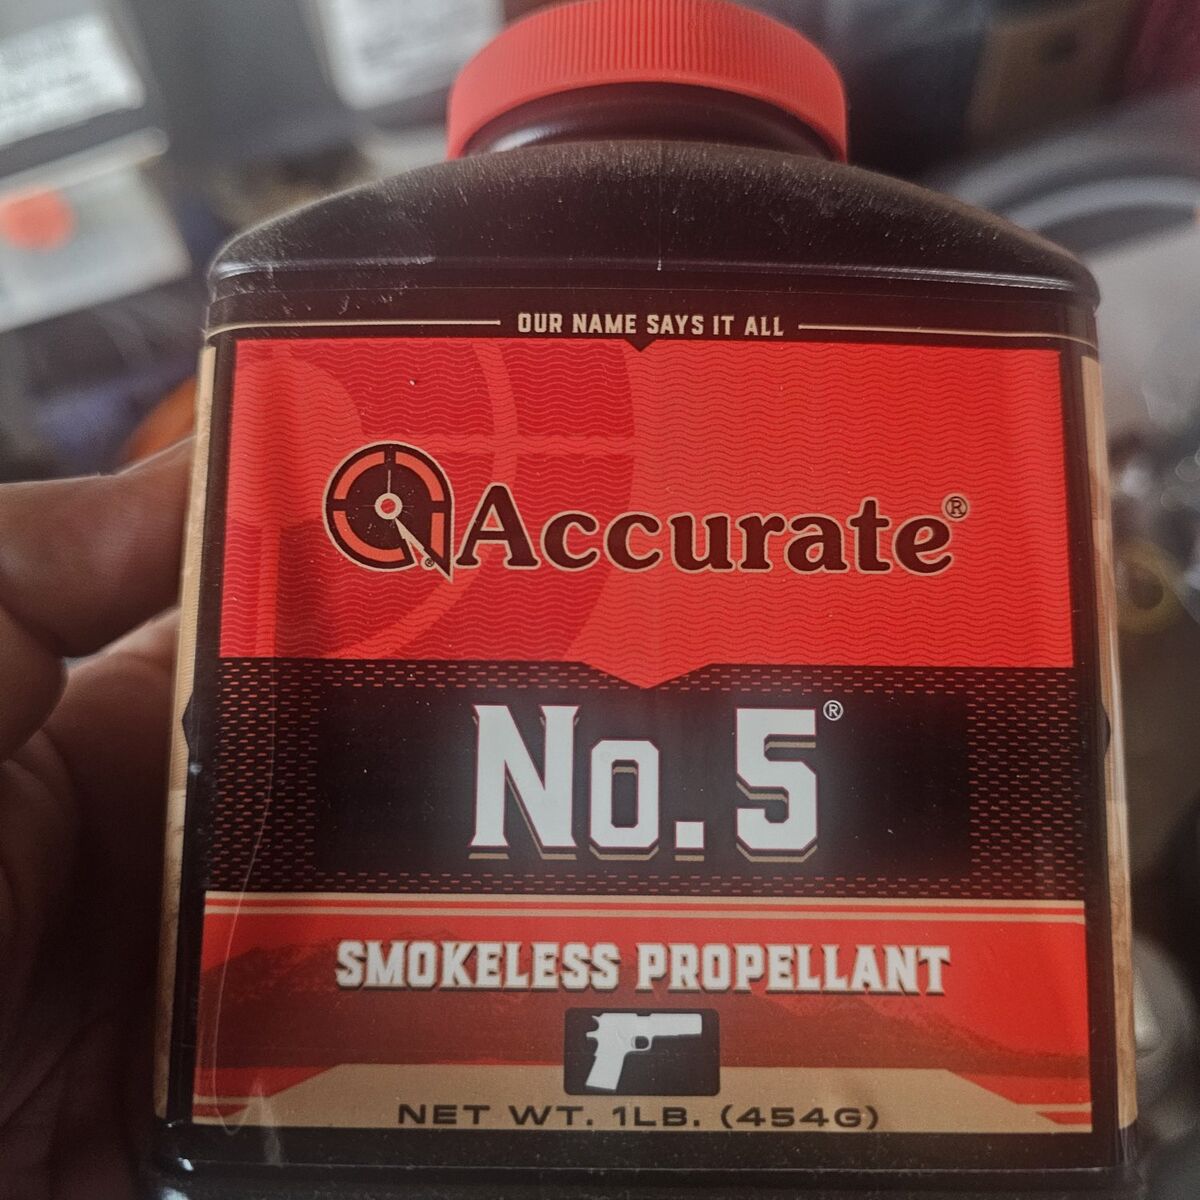 OUR NAME SAYS IT ALL
Accurate®
No. 5®
SMOKELESS PROPELLANT
NET WT. 1LB. (454G)